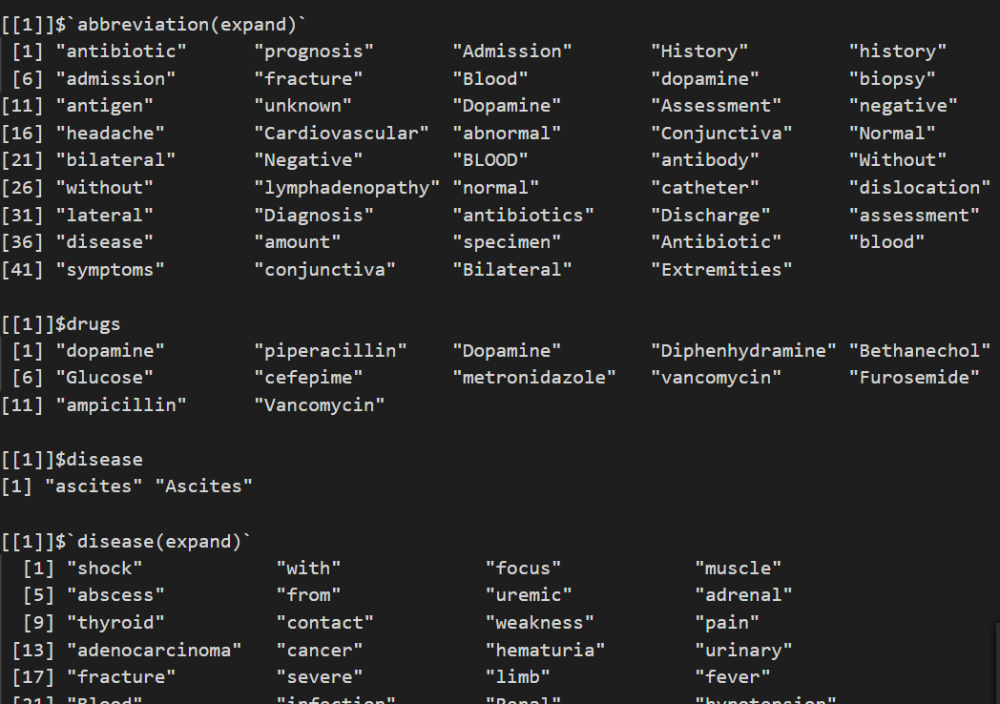 [[1]]$`abbreviation(expand)`
[1] "antibiotic" "prognosis" "Admission" "History" "history"
[6] "admission" "fracture" "Blood" "dopamine" "biopsy"
[11] "antigen" "unknown" "Dopamine" "Assessment" "negative"
[16] "headache" "Cardiovascular" "abnormal" "Conjunctiva" "Normal"
[21] "bilateral" "Negative" "BLOOD" "antibody" "Without"
[26] "without" "lymphadenopathy" "normal" "catheter" "dislocation"
[31] "lateral" "Diagnosis" "antibiotics" "Discharge" "assessment"
[36] "disease" "amount" "specimen" "Antibiotic" "blood"
[41] "symptoms" "conjunctiva" "Bilateral" "Extremities"
[[1]]$drugs
[1] "dopamine" "piperacillin" "Dopamine" "Diphenhydramine" "Bethanechol"
[6] "Glucose" "cefepime" "metronidazole" "vancomycin" "Furosemide"
[11] "ampicillin" "Vancomycin"
[[1]]$disease
[1] "ascites" "Ascites"
[[1]]$`disease(expand)`
[1] "shock" "with" "focus" "muscle"
[5] "abscess" "from" "uremic" "adrenal"
[9] "thyroid" "contact" "weakness" "pain"
[13] "adenocarcinoma" "cancer" "hematuria" "urinary"
[17] "fracture" "severe" "limb" "fever"
[21] "Blood" "infection" "Renal" "hypotension"